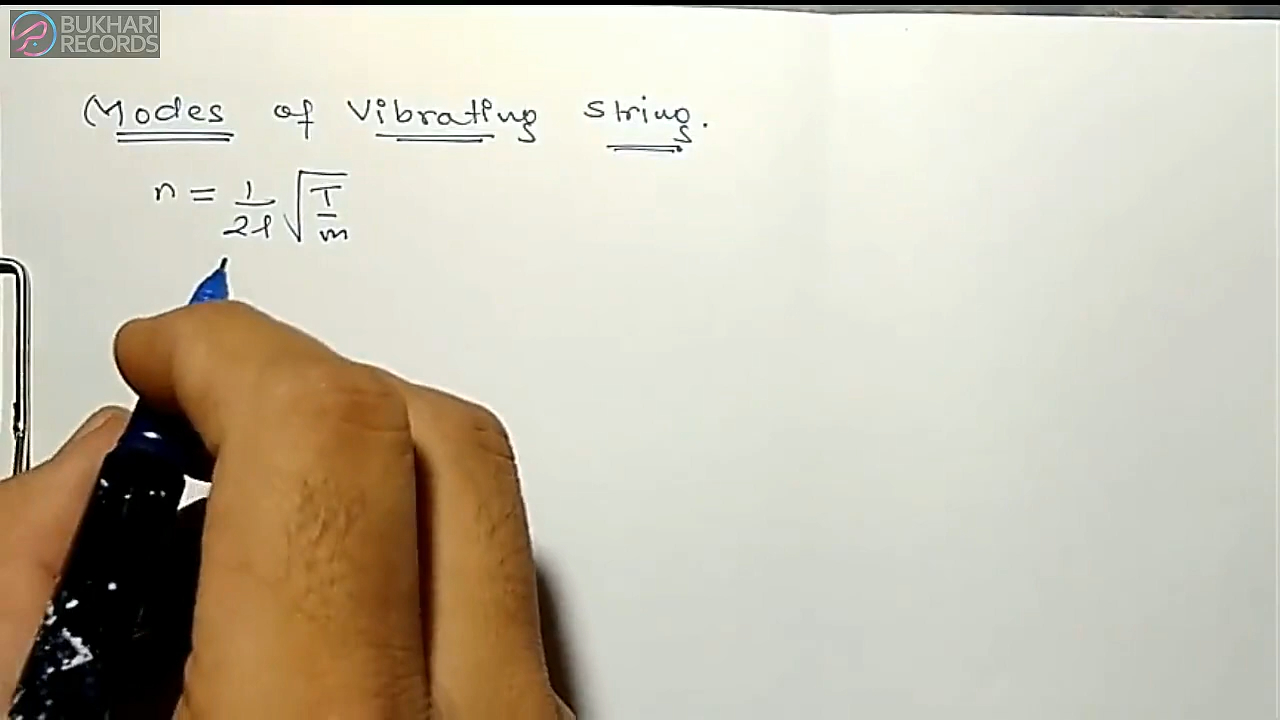 BUKHARI
RECORDS
Modes of Vibrating String.
n = 1/2l √T/m